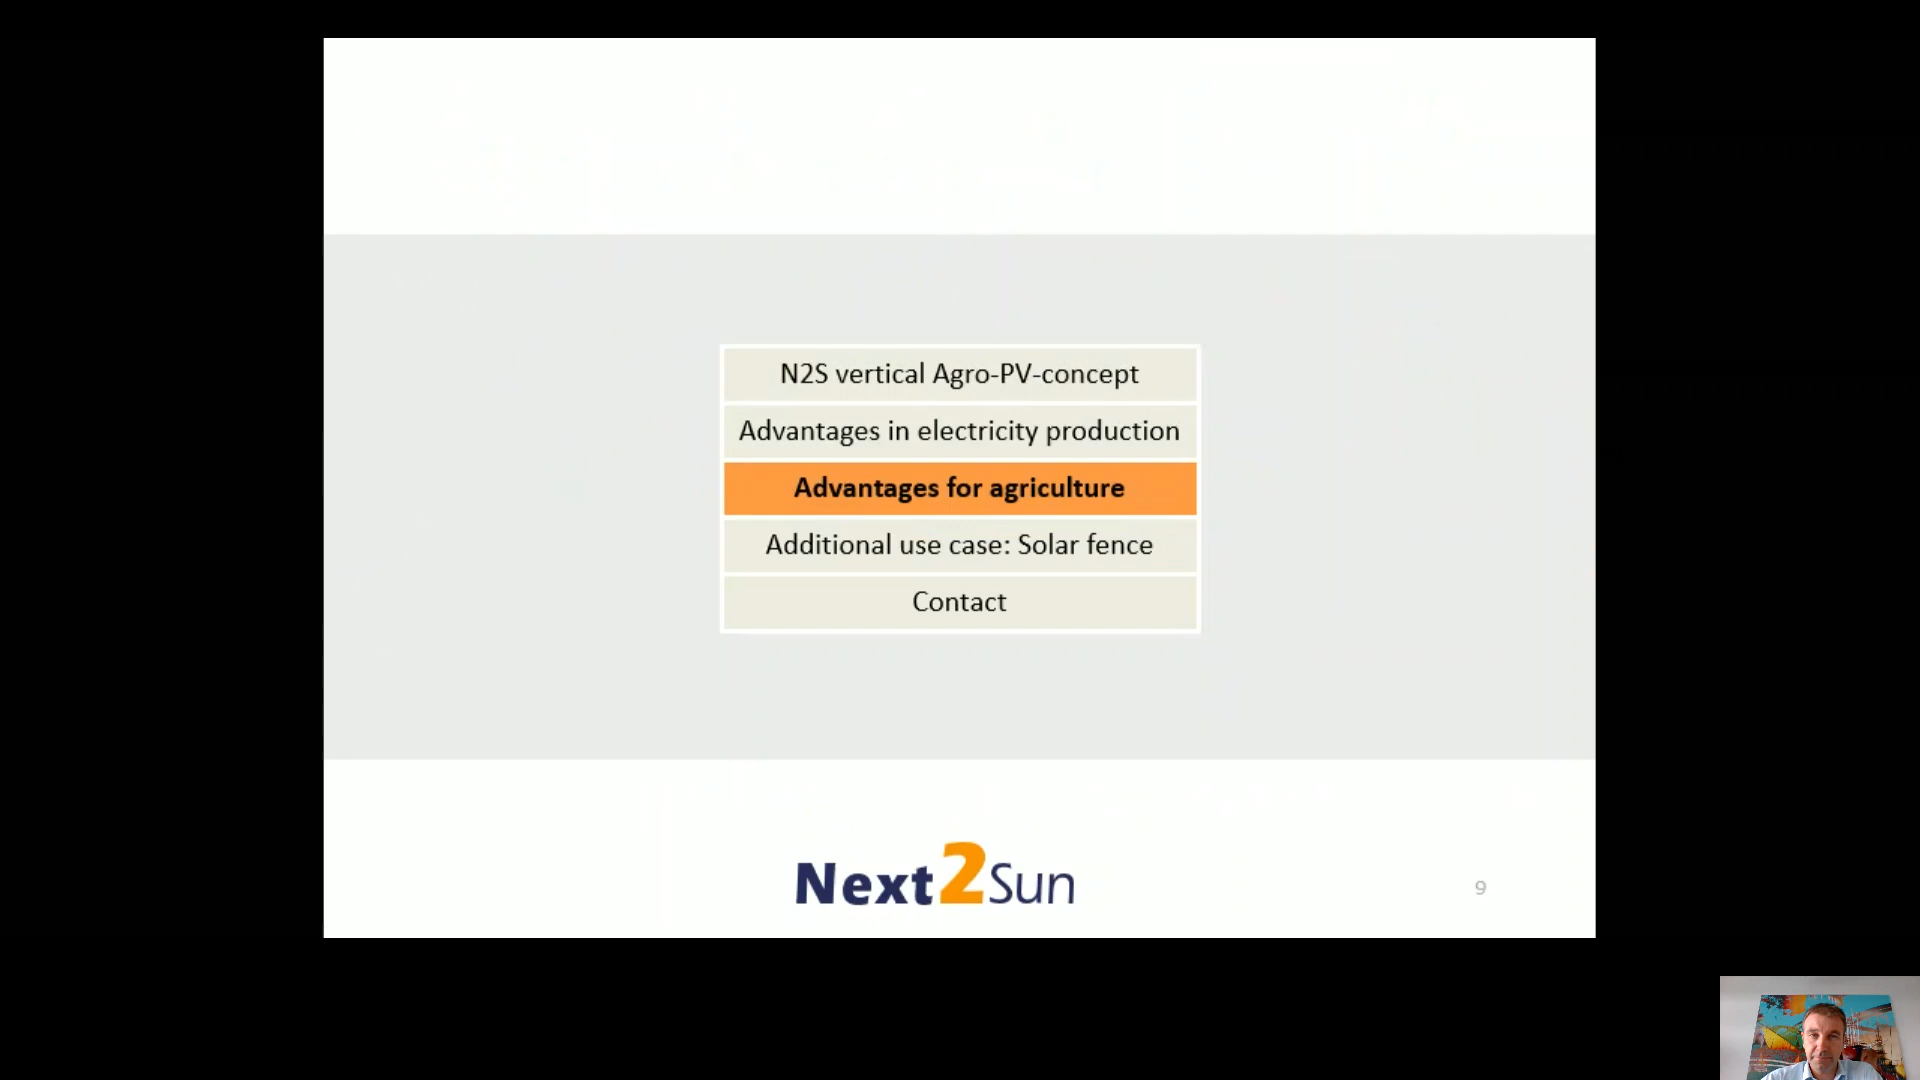 N2S vertical Agro-PV-concept
Advantages in electricity production
Advantages for agriculture
Additional use case: Solar fence
Contact
Next2Sun
9